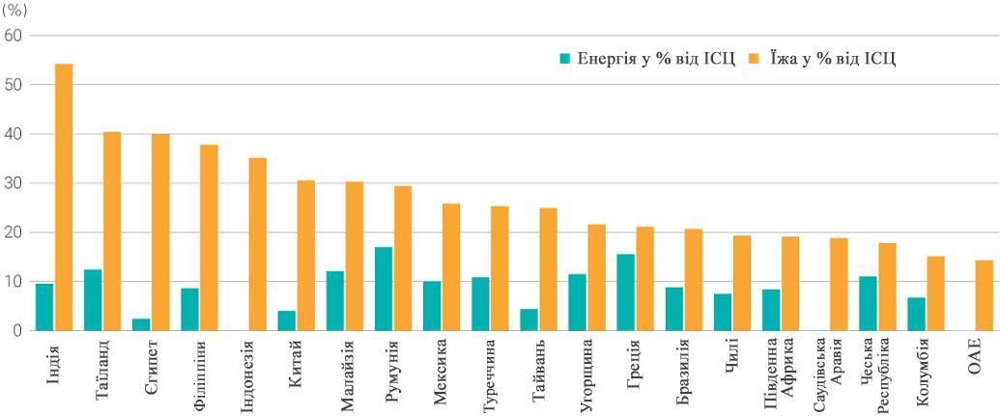 (%)
60
50
40
30
20
10
0
Енергія у % від ІСЦ
Їжа у % від ІСЦ
Індія
Таїланд
Єгипет
Філіппіни
Індонезія
Китай
Малайзія
Румунія
Мексика
Туреччина
Тайвань
Угорщина
Греція
Бразилія
Чилі
Південна
Африка
Саудівська
Аравія
Чеська
Республіка
Колумбія
ОАЕ